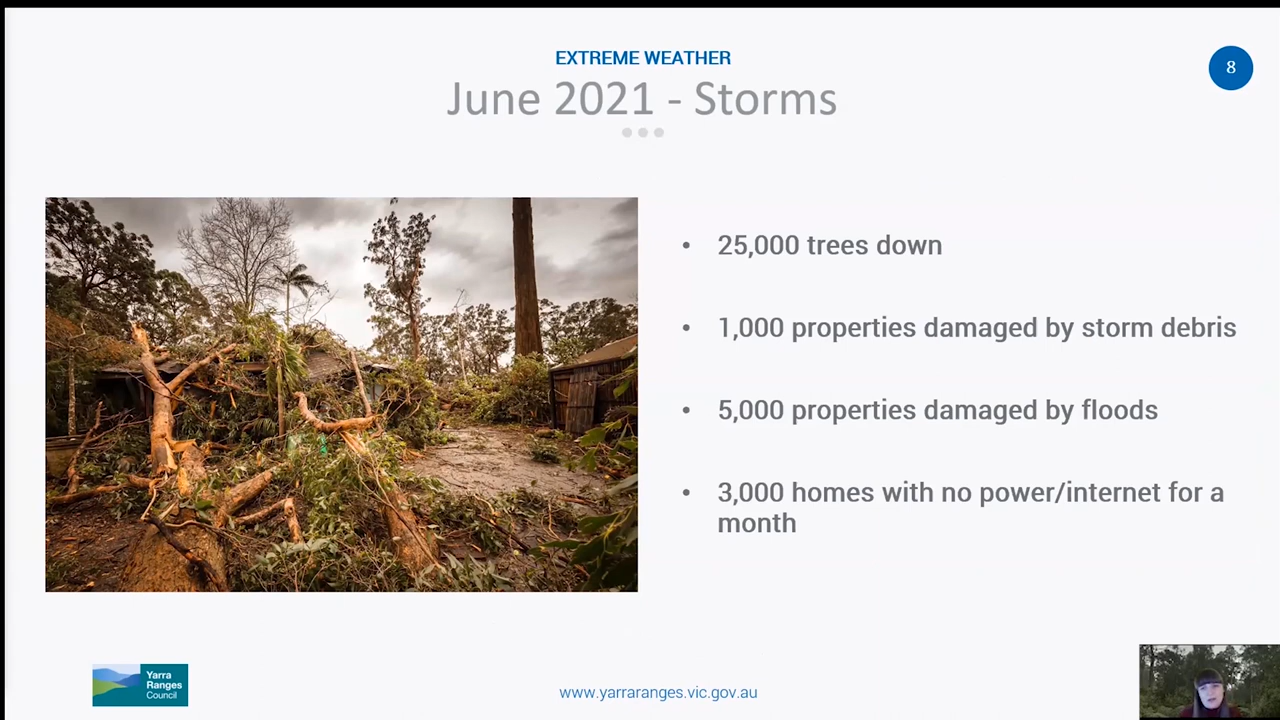 EXTREME WEATHER
8
June 2021 - Storms
• 25,000 trees down
• 1,000 properties damaged by storm debris
• 5,000 properties damaged by floods
• 3,000 homes with no power/internet for a
month
Yarra
Ranges
Council
www.yarraranges.vic.gov.au